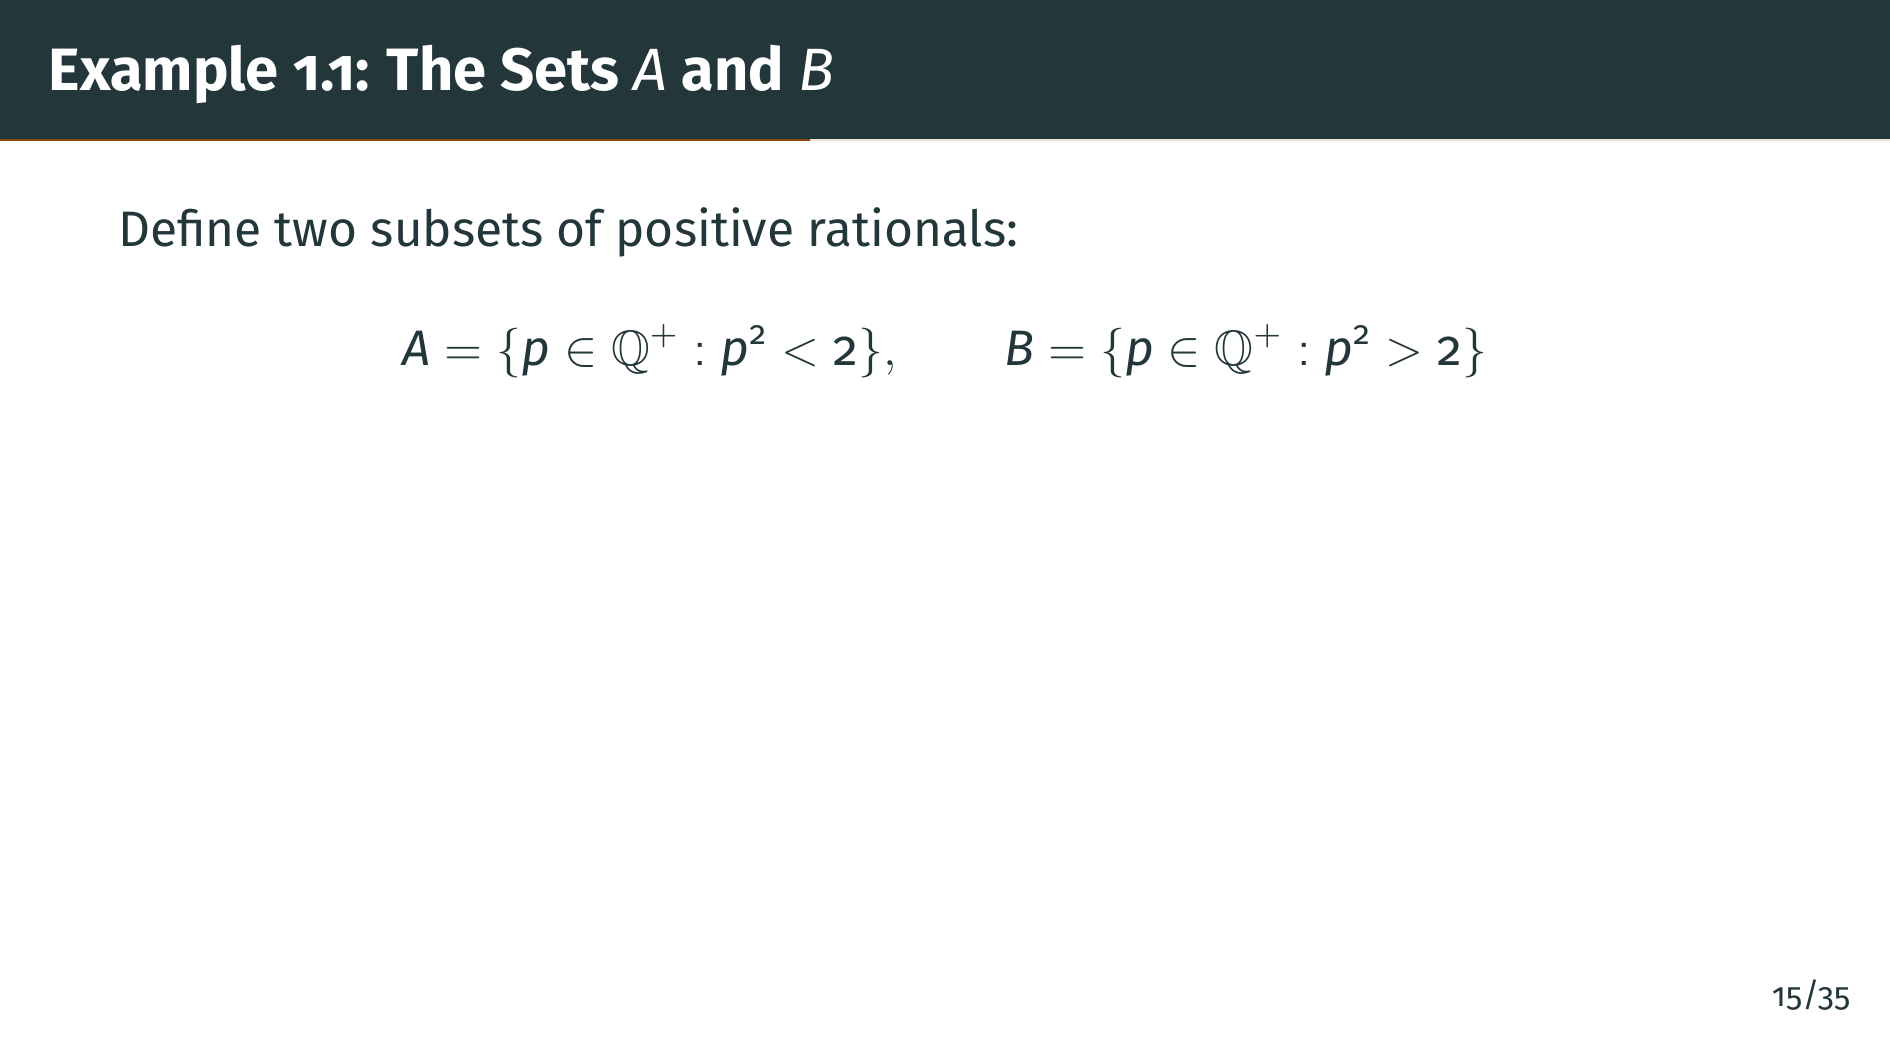 Example 1.1: The Sets A and B
Define two subsets of positive rationals:
A = {p ∈ ℚ⁺ : p² < 2}, B = {p ∈ ℚ⁺ : p² > 2}
15/35